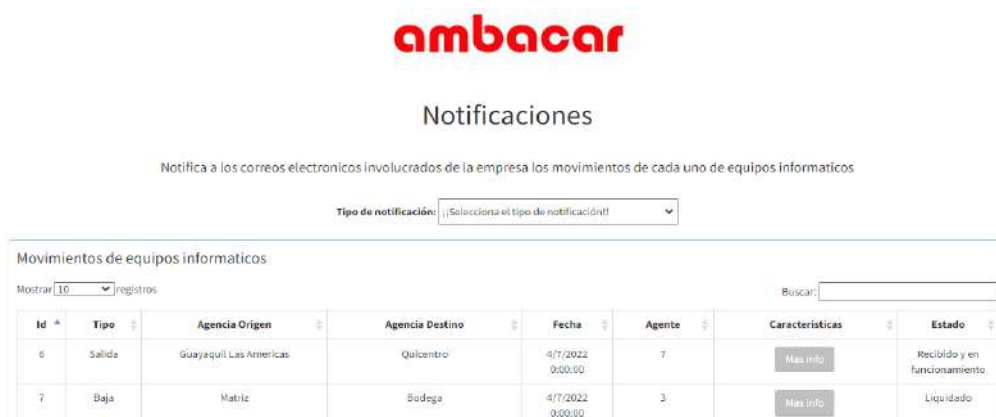 ambacar
Notificaciones
Notifica a los correos electronicos involucrados de la empresa los movimientos de cada uno de equipos informaticos
Tipo de notificación: ¡¡Selecciona el tipo de notificación!!
Movimientos de equipos informaticos
Mostrar 10 registros Buscar:
Id Tipo Agencia Origen Agencia Destino Fecha Agente Caracteristicas Estado
6 Salida Guayaquil Las Americas Quicentro 4/7/2022 7 Mas info Recibido y en
0:00:00 funcionamiento
7 Baja Matriz Bodega 4/7/2022 3 Mas info Liquidado
0:00:00